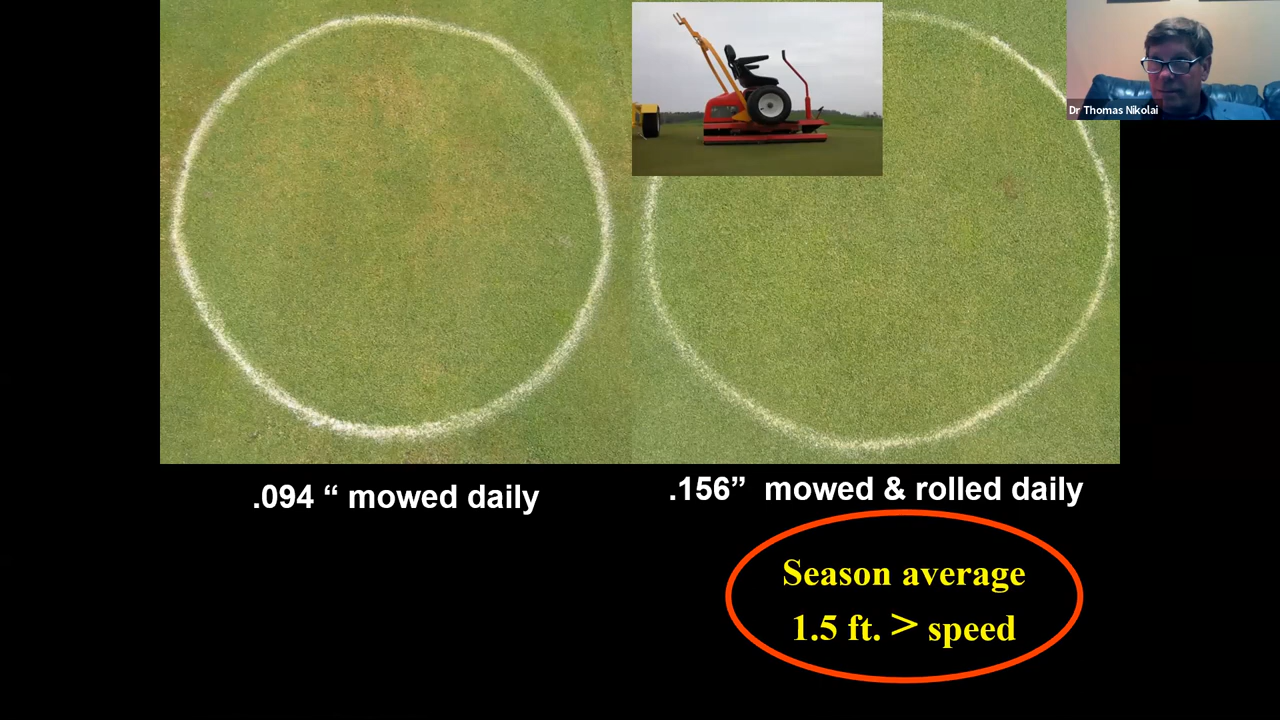 Dr Thomas Nikolai
.094 “ mowed daily
.156” mowed & rolled daily
Season average
1.5 ft. > speed